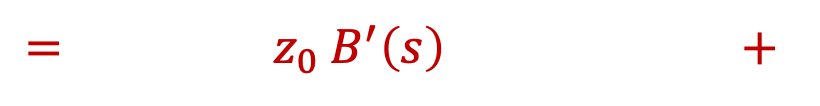 = z₀ B′(s) +